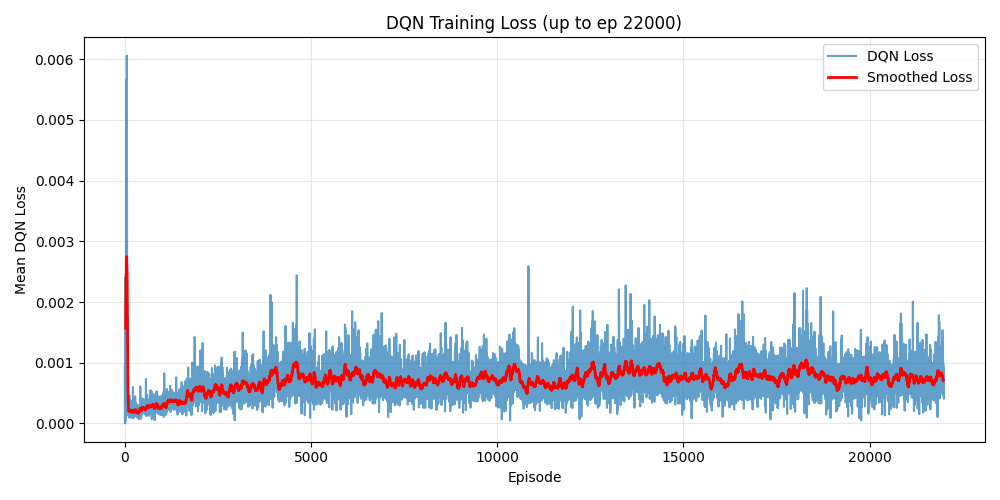 DQN Training Loss (up to ep 22000)
DQN Loss
Smoothed Loss
Mean DQN Loss
0.006
0.005
0.004
0.003
0.002
0.001
0.000
0 5000 10000 15000 20000
Episode